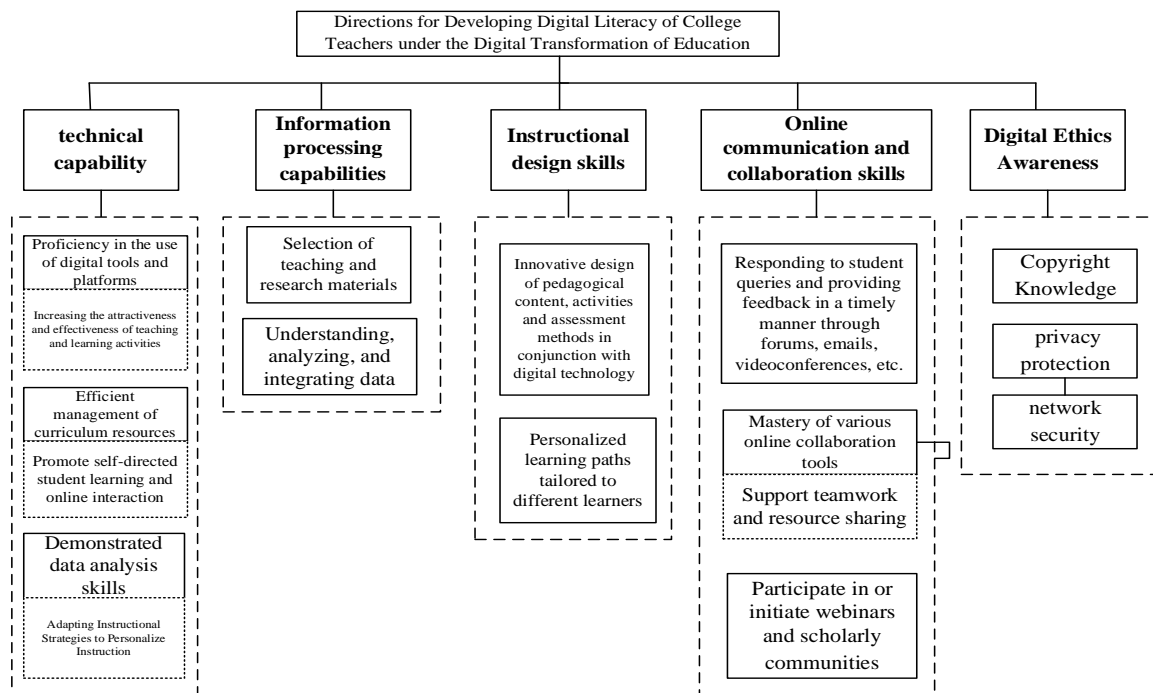 Directions for Developing Digital Literacy of College
Teachers under the Digital Transformation of Education
technical
capability
Information
processing
capabilities
Instructional
design skills
Online
communication and
collaboration skills
Digital Ethics
Awareness
Proficiency in the use
of digital tools and
platforms
Increasing the attractiveness
and effectiveness of teaching
and learning activities
Efficient
management of
curriculum resources
Promote self-directed
student learning and
online interaction
Demonstrated
data analysis
skills
Adapting Instructional
Strategies to Personalize
Instruction
Selection of
teaching and
research materials
Understanding,
analyzing, and
integrating data
Innovative design
of pedagogical
content, activities
and assessment
methods in
conjunction with
digital technology
Personalized
learning paths
tailored to
different learners
Responding to student
queries and providing
feedback in a timely
manner through
forums, emails,
videoconferences, etc.
Mastery of various
online collaboration
tools
Support teamwork
and resource sharing
Participate in or
initiate webinars
and scholarly
communities
Copyright
Knowledge
privacy
protection
network
security